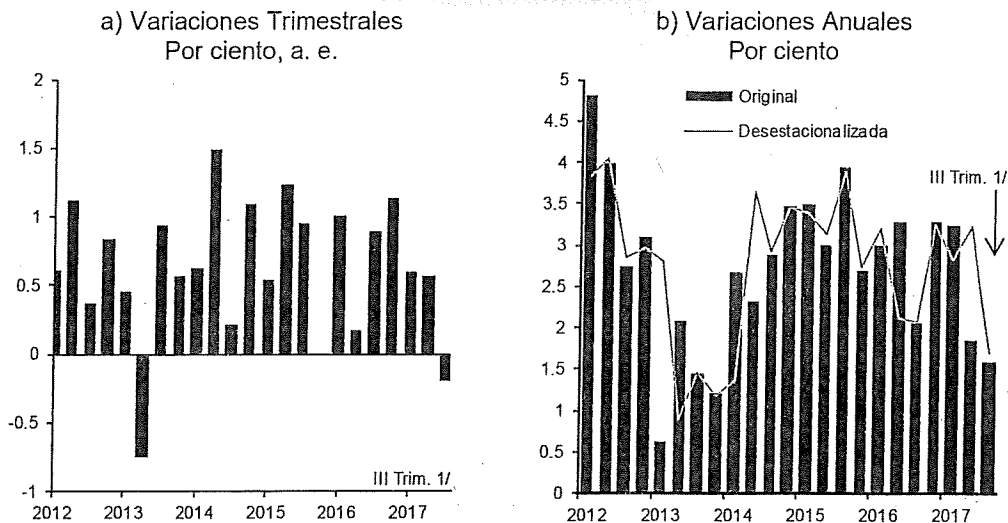 a) Variaciones Trimestrales
Por ciento, a. e.
2
1.5
1
0.5
0
-0.5
-1
III Trim. 1/
2012 2013 2014 2015 2016 2017
b) Variaciones Anuales
Por ciento
5
4.5
4
3.5
3
2.5
2
1.5
1
0.5
0
Original
Desestacionalizada
III Trim. 1/
2012 2013 2014 2015 2016 2017